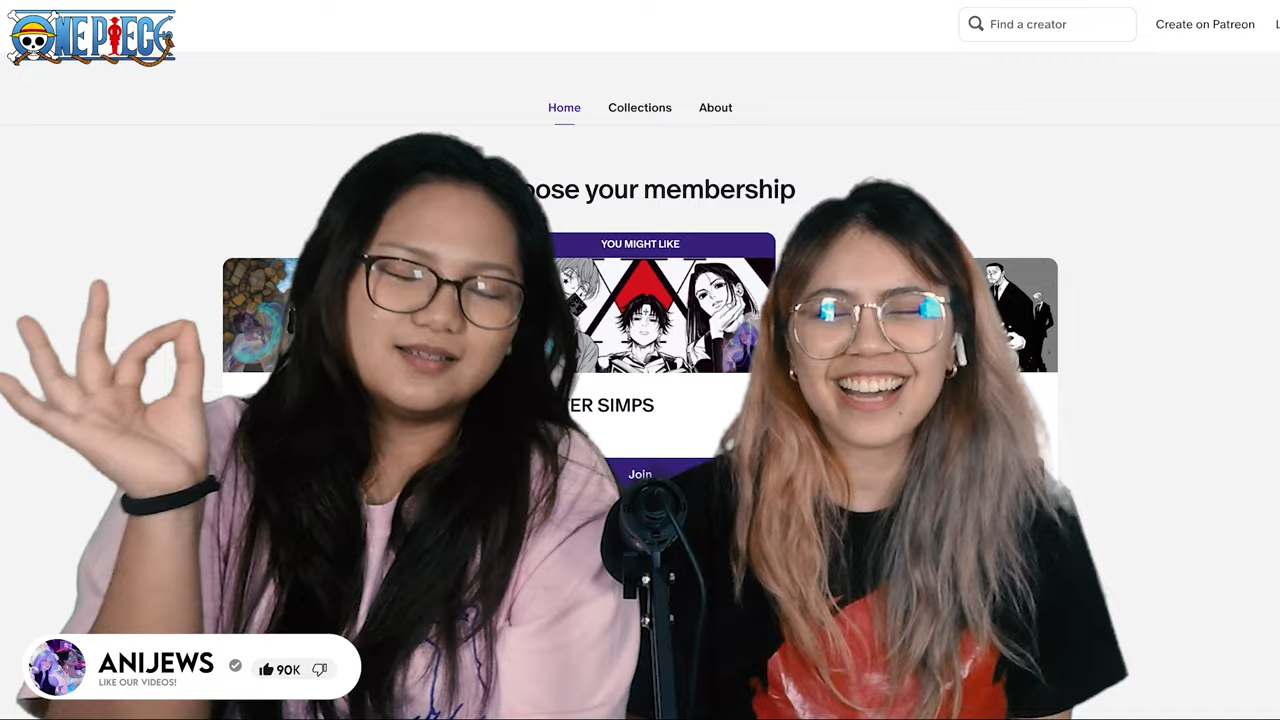 ONE PIECE
Find a creator
Create on Patreon
Home
Collections
About
oose your membership
YOU MIGHT LIKE
TER SIMPS
Join
ANIJEWS
90K
LIKE OUR VIDEOS!